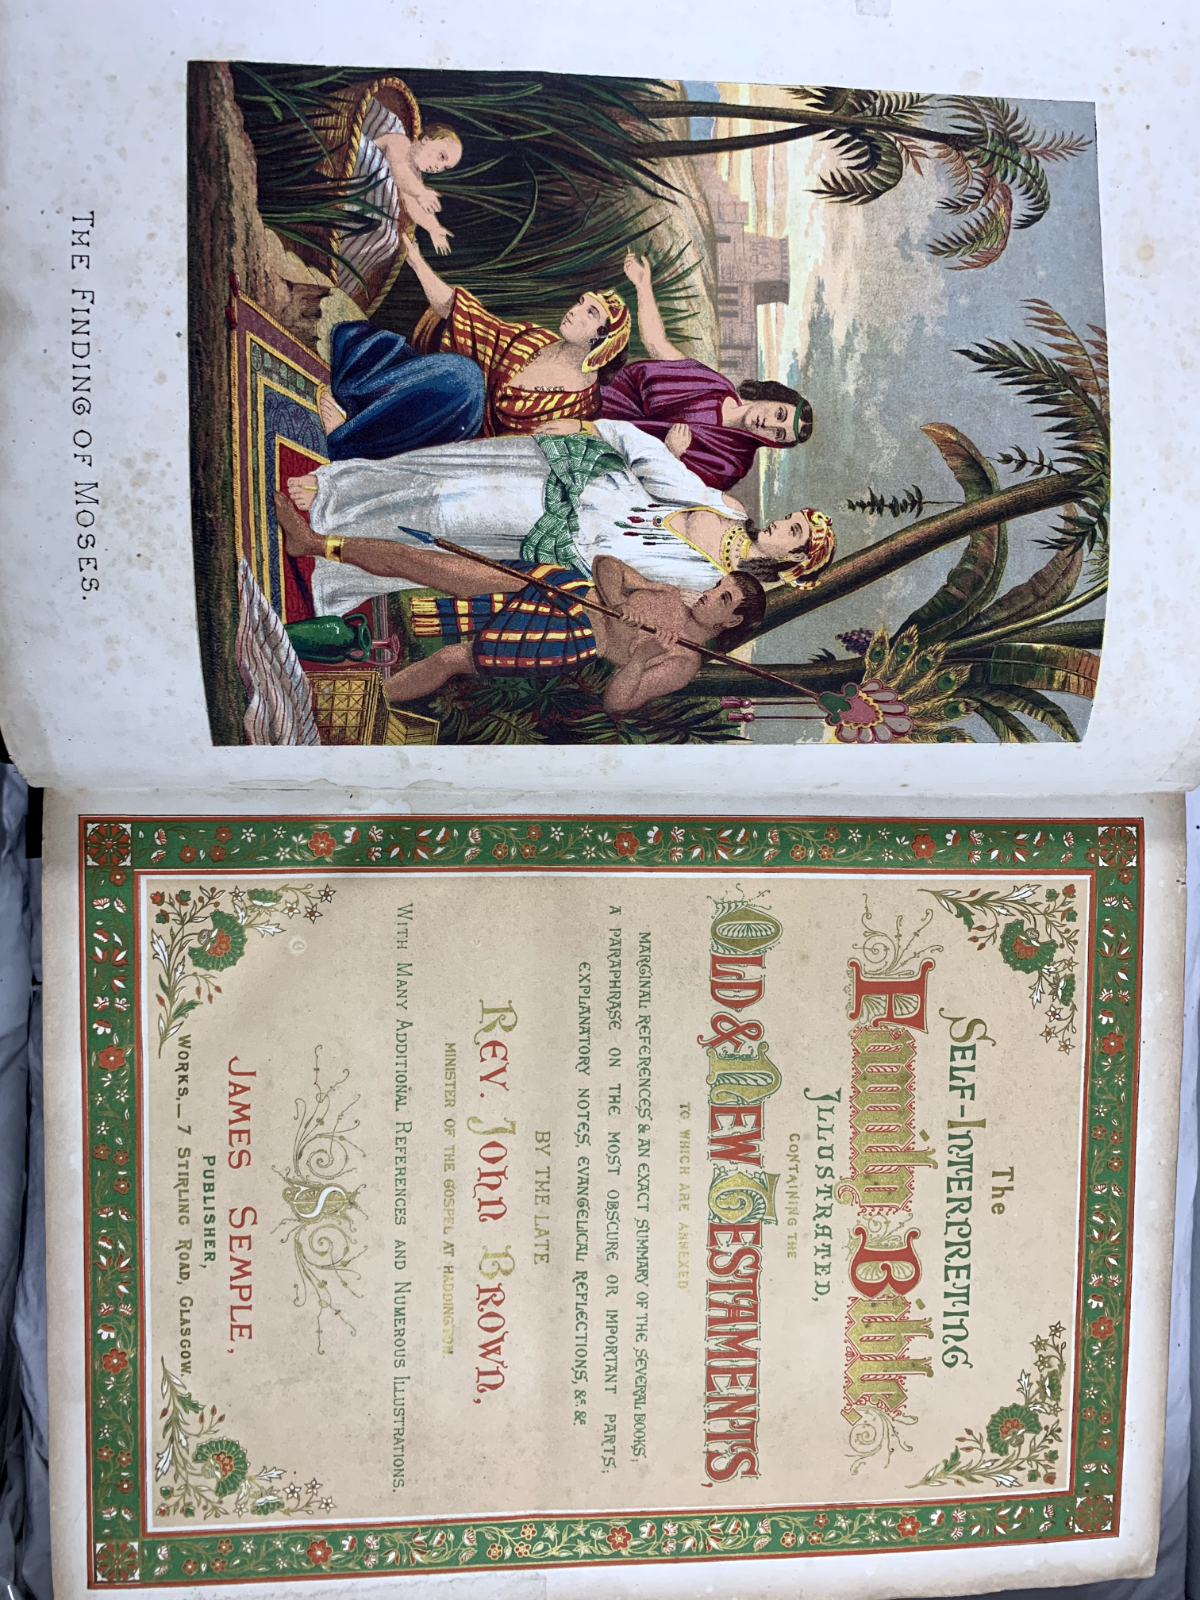 THE FINDING OF MOSES.
The
SELF-INTERPRETING
Family Bible,
ILLUSTRATED,
CONTAINING THE
OLD & NEW TESTAMENTS,
TO WHICH ARE ANNEXED
MARGINAL REFERENCES & AN EXACT SUMMARY OF THE SEVERAL BOOKS;
A PARAPHRASE ON THE MOST OBSCURE OR IMPORTANT PARTS;
EXPLANATORY NOTES, EVANGELICAL REFLECTIONS, &c. &c.
BY THE LATE
REV. JOHN BROWN,
MINISTER OF THE GOSPEL AT HADDINGTON.
WITH MANY ADDITIONAL REFERENCES AND NUMEROUS ILLUSTRATIONS.
S
JAMES SEMPLE,
PUBLISHER,
WORKS,— 7 STIRLING ROAD, GLASGOW.